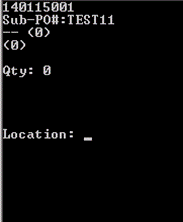 140115001
Sub-PO#:TEST11
-- (0)
(0)
Qty: 0
Location: _